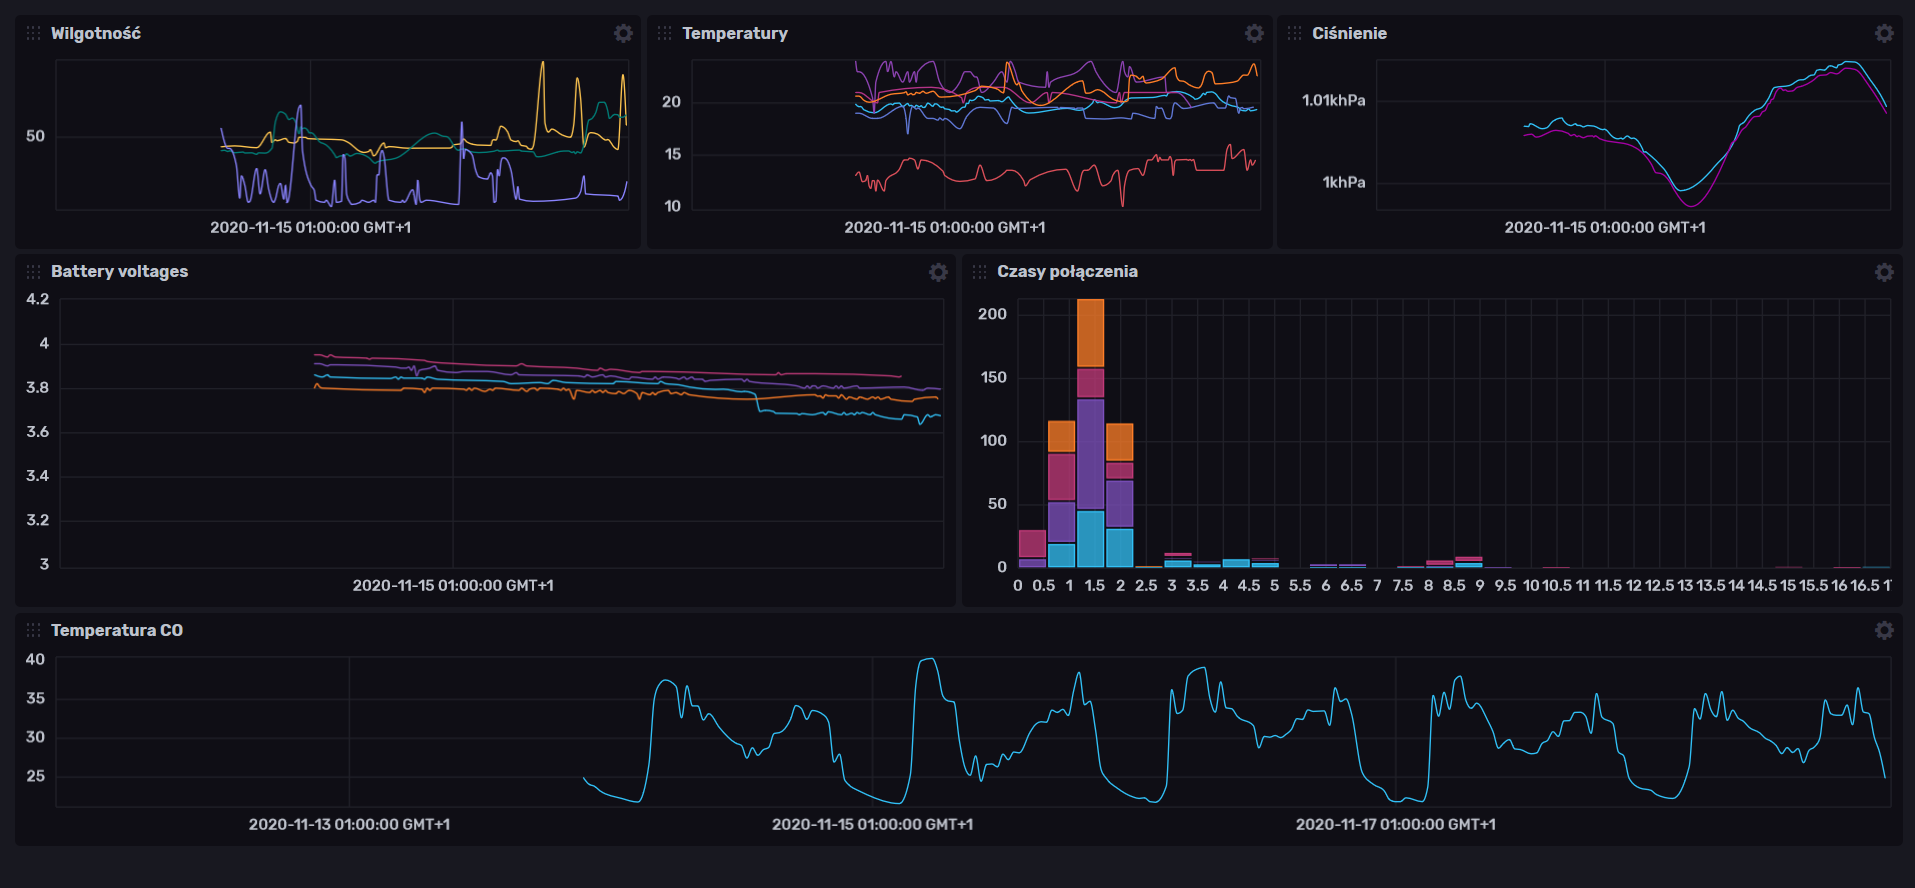 Wilgotność
50
2020-11-15 01:00:00 GMT+1
Temperatury
20
15
10
2020-11-15 01:00:00 GMT+1
Ciśnienie
1.01khPa
1khPa
2020-11-15 01:00:00 GMT+1
Battery voltages
4.2
4
3.8
3.6
3.4
3.2
3
2020-11-15 01:00:00 GMT+1
Czasy połączenia
200
150
100
50
0
0 0.5 1 1.5 2 2.5 3 3.5 4 4.5 5 5.5 6 6.5 7 7.5 8 8.5 9 9.5 10 10.5 11 11.5 12 12.5 13 13.5 14 14.5 15 15.5 16 16.5
Temperatura CO
40
35
30
25
2020-11-13 01:00:00 GMT+1 2020-11-15 01:00:00 GMT+1 2020-11-17 01:00:00 GMT+1